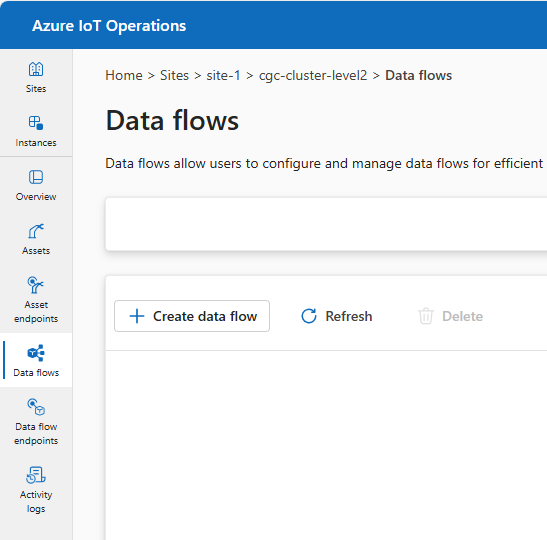 Azure IoT Operations
Home > Sites > site-1 > cgc-cluster-level2 > Data flows
Sites
Instances
Overview
Assets
Asset
endpoints
Data flows
Data flow
endpoints
Activity
logs
Data flows
Data flows allow users to configure and manage data flows for efficient
Create data flow
Refresh
Delete